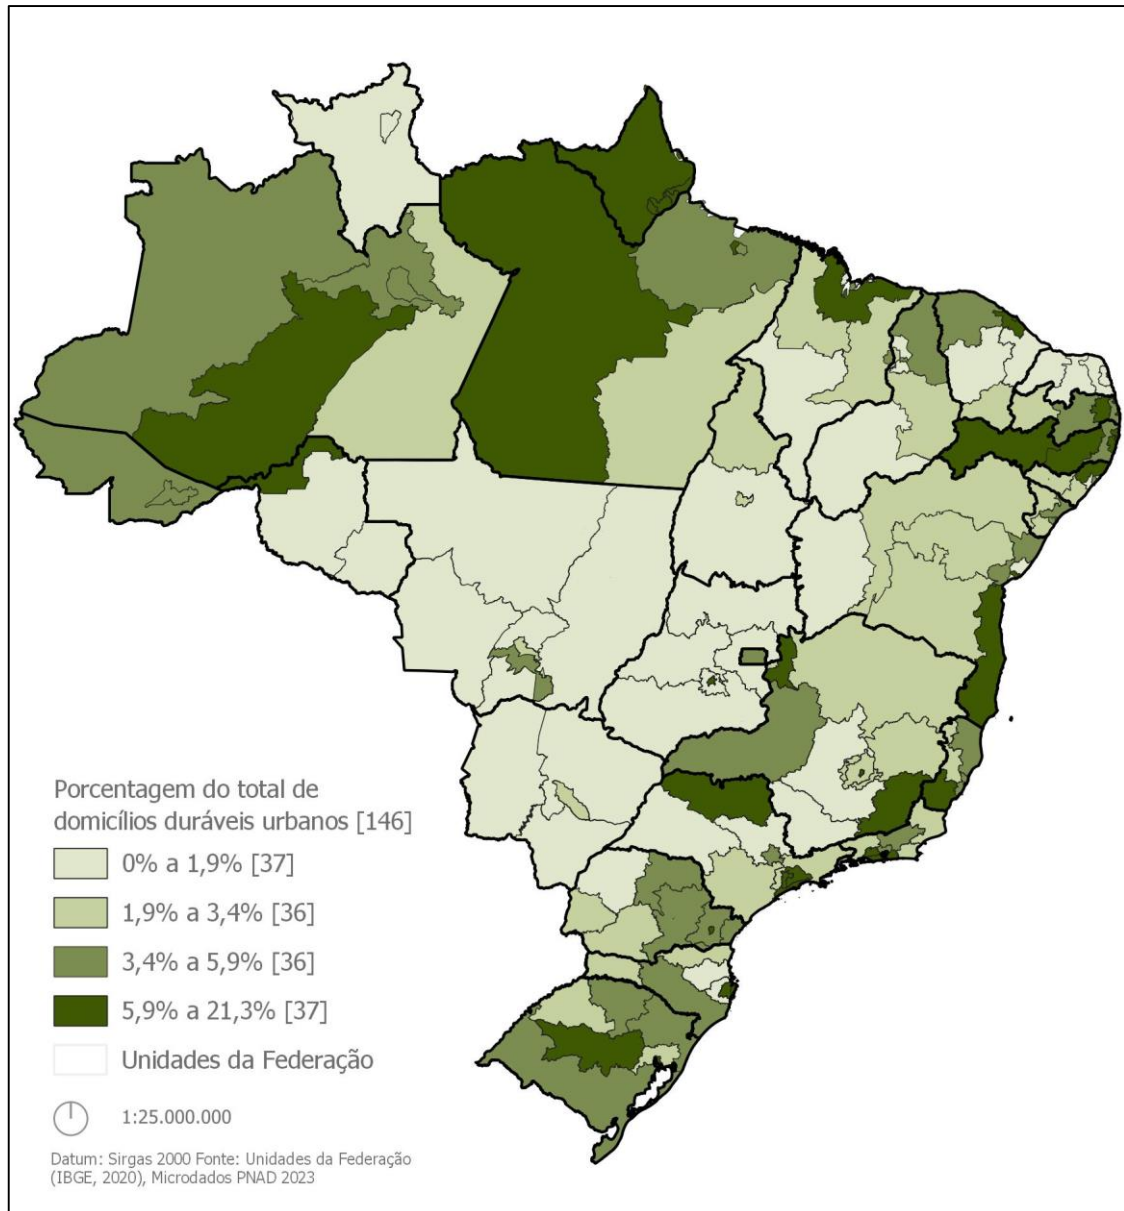 Porcentagem do total de
domicílios duráveis urbanos [146]
0% a 1,9% [37]
1,9% a 3,4% [36]
3,4% a 5,9% [36]
5,9% a 21,3% [37]
Unidades da Federação
1:25.000.000
Datum: Sirgas 2000 Fonte: Unidades da Federação
(IBGE, 2020), Microdados PNAD 2023